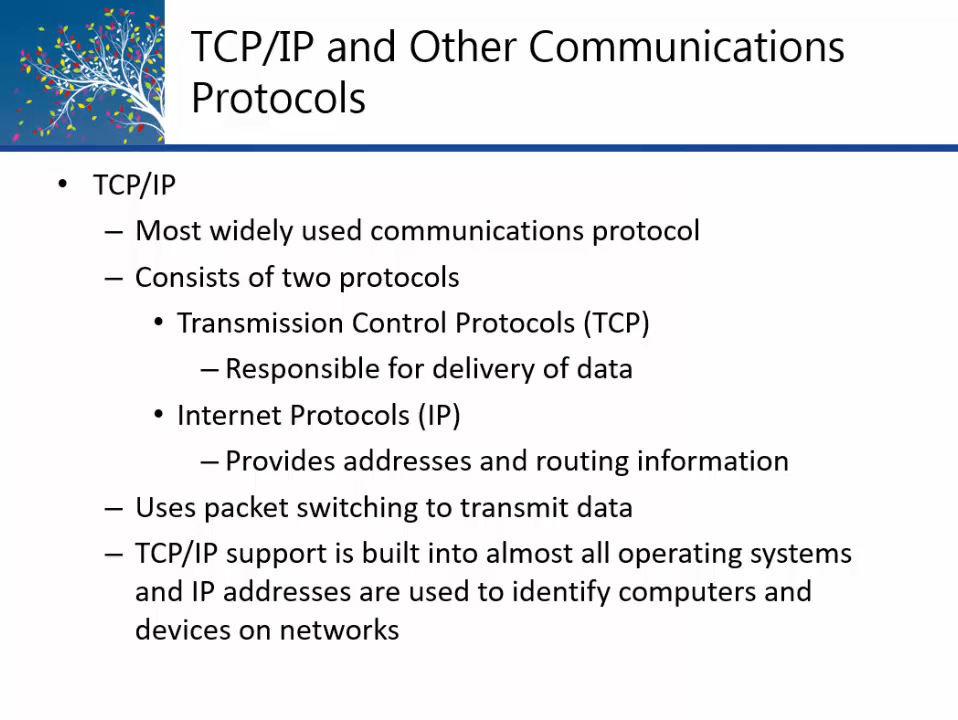 TCP/IP and Other Communications
Protocols
• TCP/IP
– Most widely used communications protocol
– Consists of two protocols
• Transmission Control Protocols (TCP)
– Responsible for delivery of data
• Internet Protocols (IP)
– Provides addresses and routing information
– Uses packet switching to transmit data
– TCP/IP support is built into almost all operating systems
and IP addresses are used to identify computers and
devices on networks